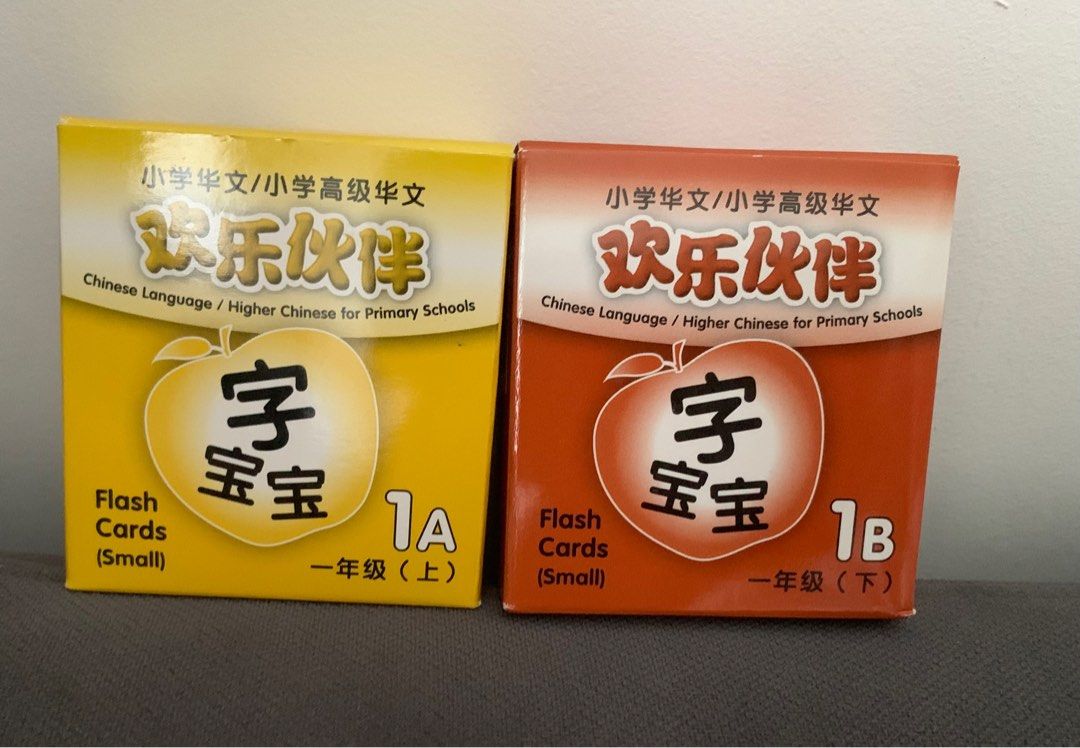 小学华文/小学高级华文
欢乐伙伴
Chinese Language / Higher Chinese for Primary Schools
字
宝宝
Flash
Cards
(Small)
1A
一年级（上）
小学华文/小学高级华文
欢乐伙伴
Chinese Language / Higher Chinese for Primary Schools
字
宝宝
Flash
Cards
(Small)
1B
一年级（下）